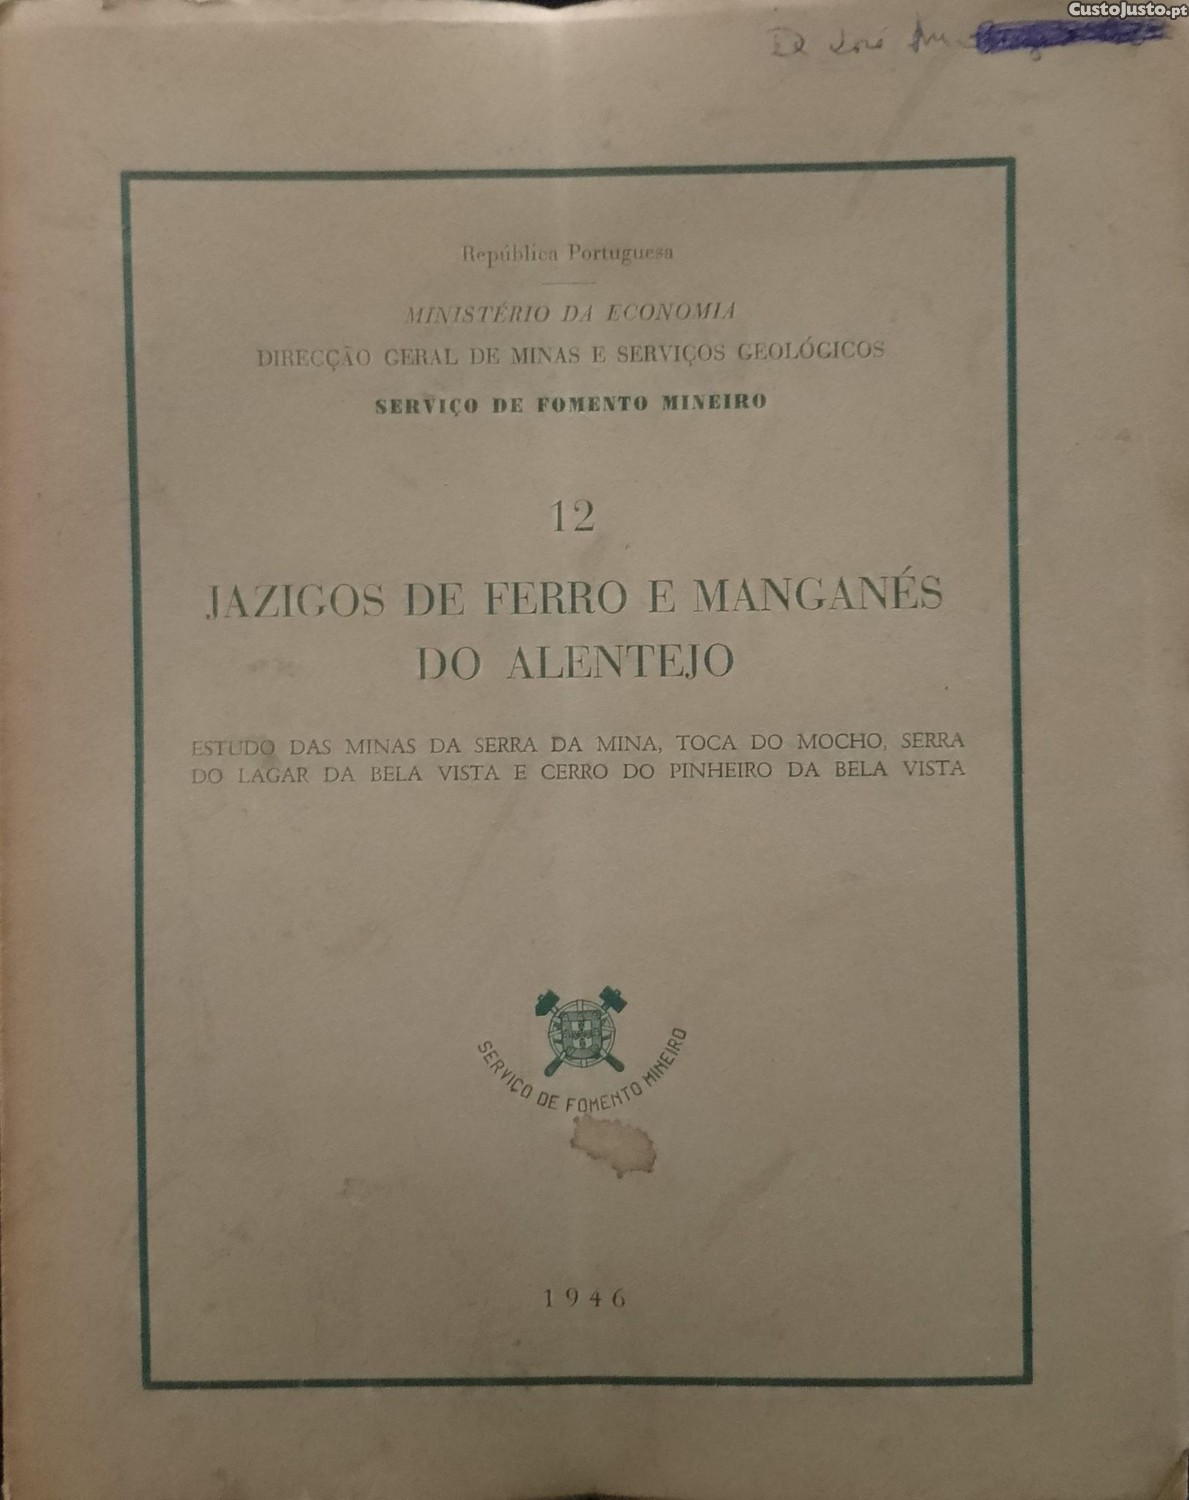 CustoJusto.pt
José
República Portuguesa
MINISTÉRIO DA ECONOMIA
DIRECÇÃO GERAL DE MINAS E SERVIÇOS GEOLÓGICOS
SERVIÇO DE FOMENTO MINEIRO
12
JAZIGOS DE FERRO E MANGANÉS
DO ALENTEJO
ESTUDO DAS MINAS DA SERRA DA MINA, TOCA DO MOCHO, SERRA
DO LAGAR DA BELA VISTA E CERRO DO PINHEIRO DA BELA VISTA
SERVIÇO DE FOMENTO MINEIRO
1946